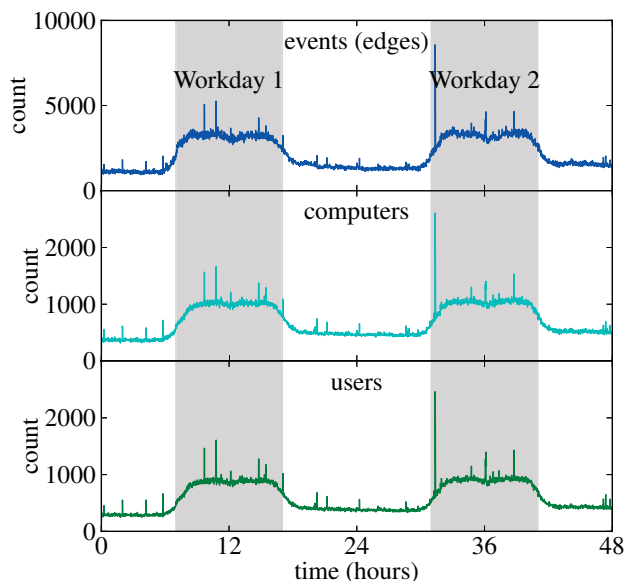 10000
events (edges)
Workday 1
Workday 2
5000
count
0
computers
2000
count
1000
0
users
2000
count
1000
0
0
12
24
36
48
time (hours)